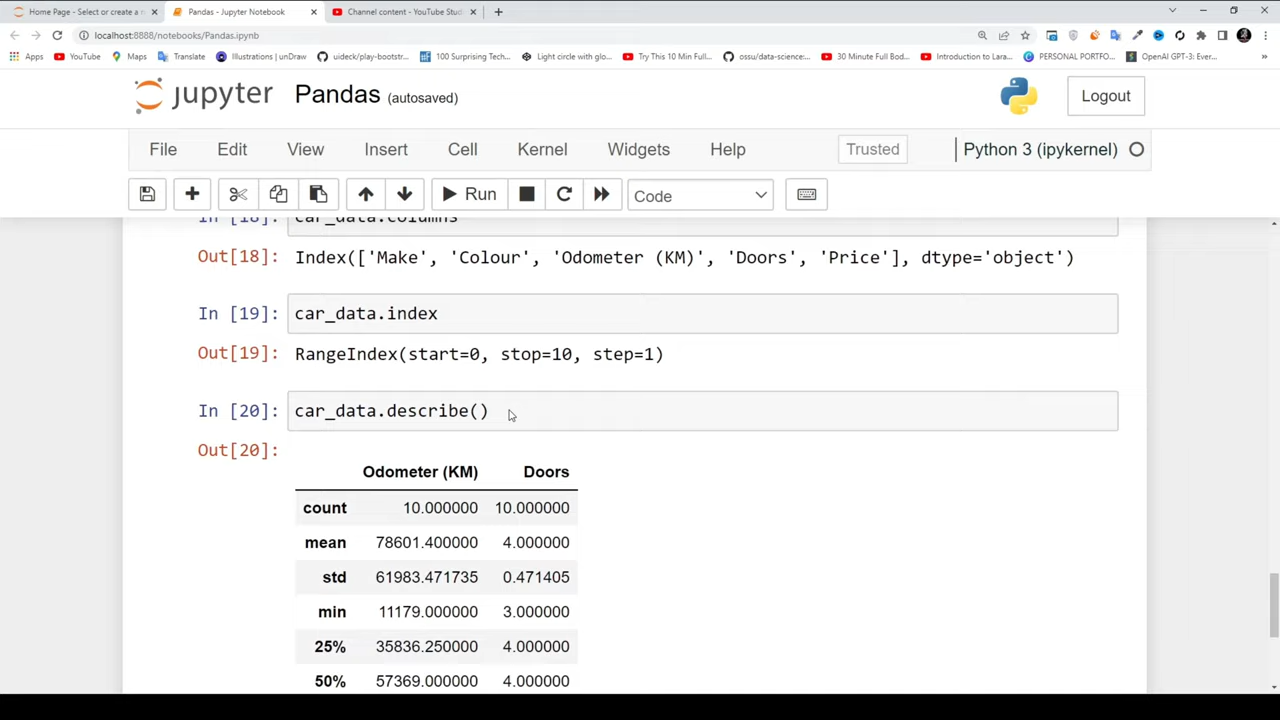 Home Page - Select or create a n
Pandas - Jupyter Notebook
Channel content - YouTube Stud
localhost:8888/notebooks/Pandas.ipynb
Apps
YouTube
Maps
Translate
Illustrations | unDraw
uideck/play-bootstr...
100 Surprising Tech...
Light circle with glo...
Try This 10 Min Full...
ossu/data-science:...
30 Minute Full Bod...
Introduction to Lara...
PERSONAL PORTFO...
OpenAI GPT-3: Ever...
jupyter
Pandas (autosaved)
Logout
File
Edit
View
Insert
Cell
Kernel
Widgets
Help
Trusted
Python 3 (ipykernel)
Run
Code
In [18]: car_data.columns
Out[18]: Index(['Make', 'Colour', 'Odometer (KM)', 'Doors', 'Price'], dtype='object')
In [19]: car_data.index
Out[19]: RangeIndex(start=0, stop=10, step=1)
In [20]: car_data.describe()
Out[20]:
Odometer (KM) Doors
count 10.000000 10.000000
mean 78601.400000 4.000000
std 61983.471735 0.471405
min 11179.000000 3.000000
25% 35836.250000 4.000000
50% 57369.000000 4.000000